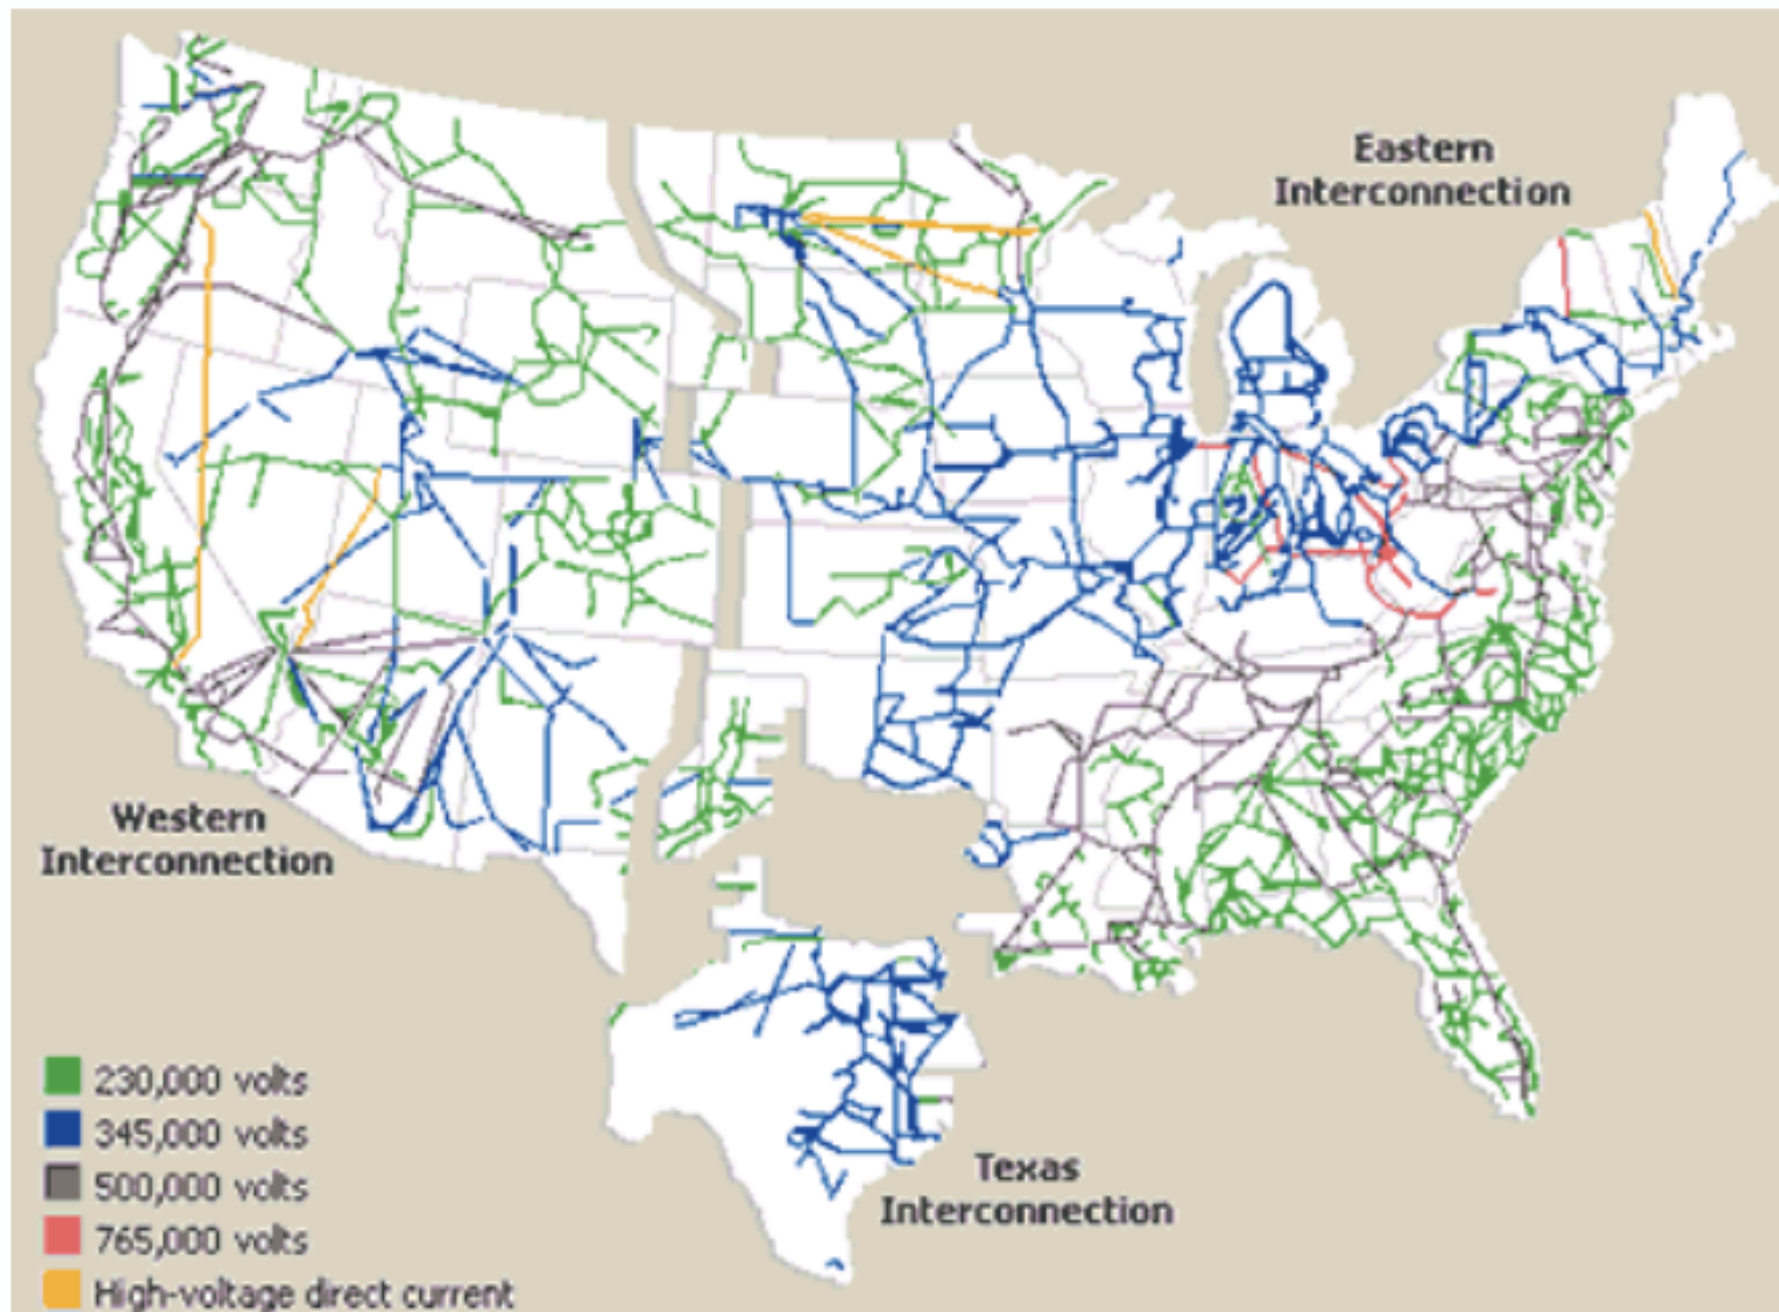 Eastern
Interconnection
Western
Interconnection
Texas
Interconnection
230,000 volts
345,000 volts
500,000 volts
765,000 volts
High-voltage direct current